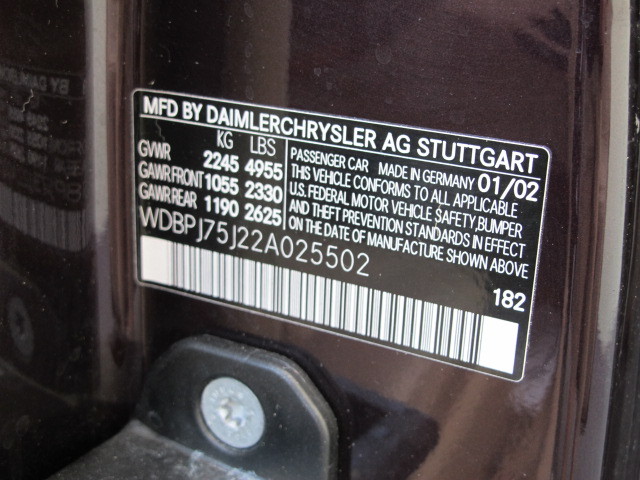 MFD BY DAIMLERCHRYSLER AG STUTTGART
KG LBS
GVWR 2245 4955
GAWR FRONT 1055 2330
GAWR REAR 1190 2625
PASSENGER CAR MADE IN GERMANY 01/02
THIS VEHICLE CONFORMS TO ALL APPLICABLE
U.S. FEDERAL MOTOR VEHICLE SAFETY, BUMPER
AND THEFT PREVENTION STANDARDS IN EFFECT
ON THE DATE OF MANUFACTURE SHOWN ABOVE
WDBPJ75J22A025502
182